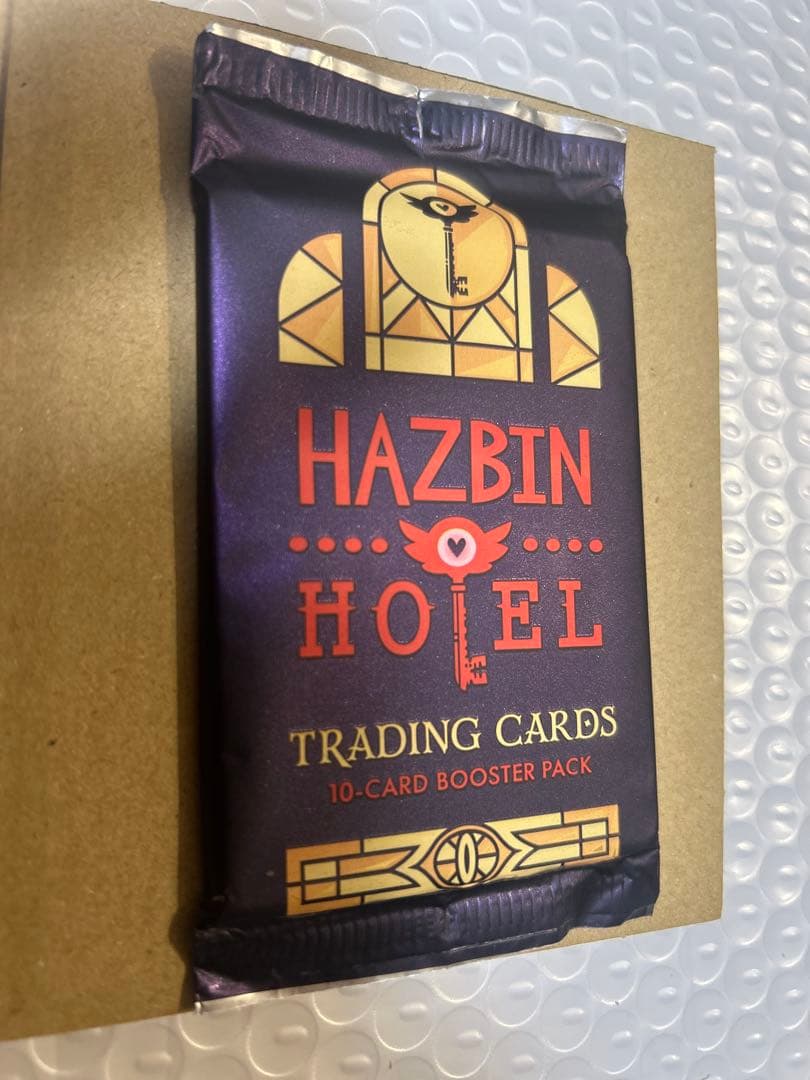 HAZBIN
HOTEL
TRADING CARDS
10-CARD BOOSTER PACK